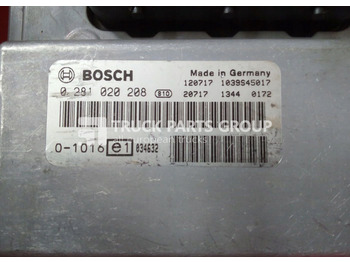 BOSCH
Made in Germany
120717 1039S45017
0 281 020 208 810 20717 1344 0172
TRUCK PARTS GROUP
0-1016 e1 034632